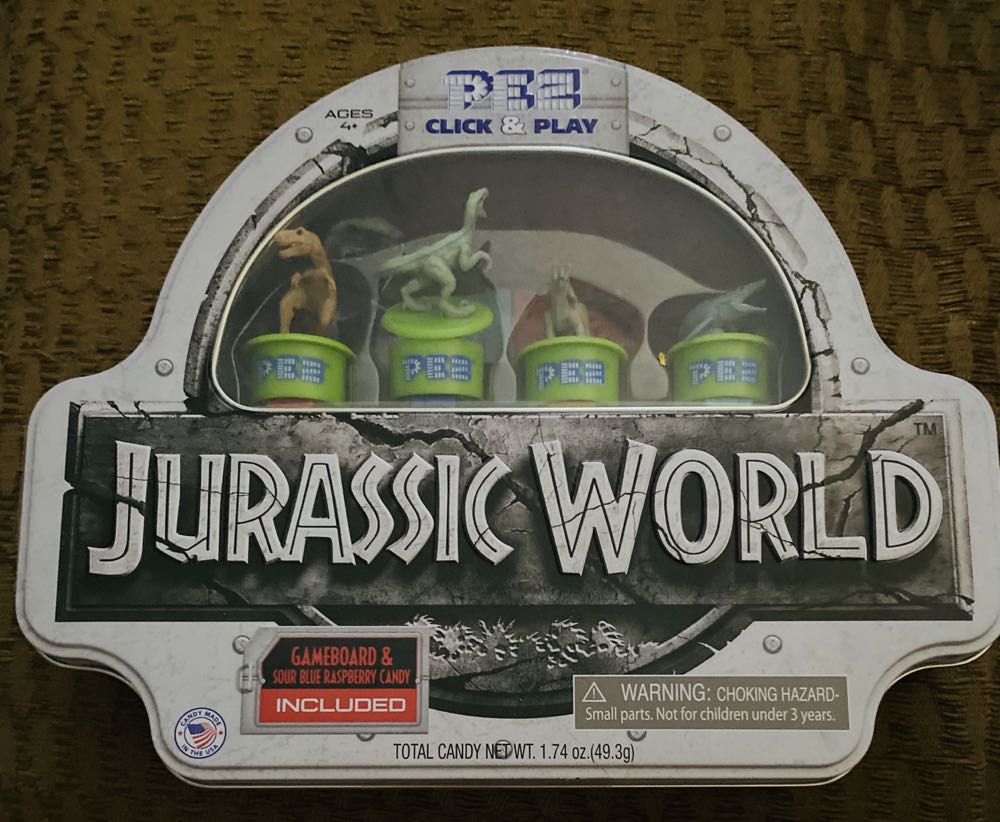 PEZ
AGES
4+
CLICK & PLAY
PEZ
PEZ
PEZ
PEZ
TM
JURASSIC WORLD
GAMEBOARD &
SOUR BLUE RASPBERRY CANDY
INCLUDED
WARNING: CHOKING HAZARD-
Small parts. Not for children under 3 years.
CANDY MADE
IN THE USA
TOTAL CANDY NET WT. 1.74 oz.(49.3g)